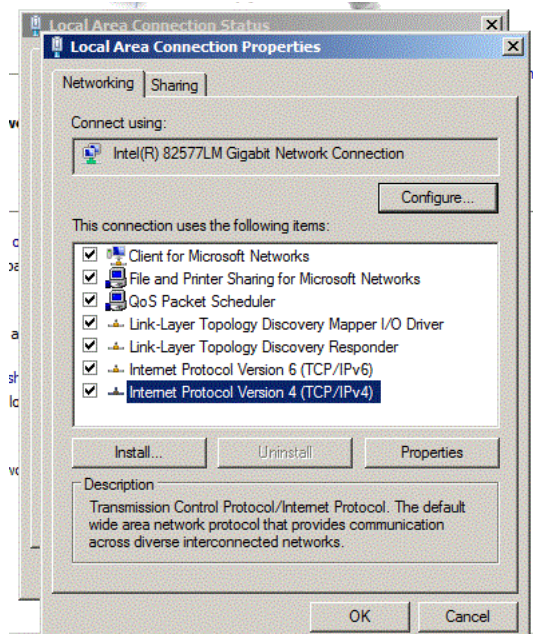 Local Area Connection Status
Local Area Connection Properties
Networking
Sharing
Connect using:
Intel(R) 82577LM Gigabit Network Connection
Configure...
This connection uses the following items:
Client for Microsoft Networks
File and Printer Sharing for Microsoft Networks
QoS Packet Scheduler
Link-Layer Topology Discovery Mapper I/O Driver
Link-Layer Topology Discovery Responder
Internet Protocol Version 6 (TCP/IPv6)
Internet Protocol Version 4 (TCP/IPv4)
Install...
Uninstall
Properties
Description
Transmission Control Protocol/Internet Protocol. The default
wide area network protocol that provides communication
across diverse interconnected networks.
OK
Cancel